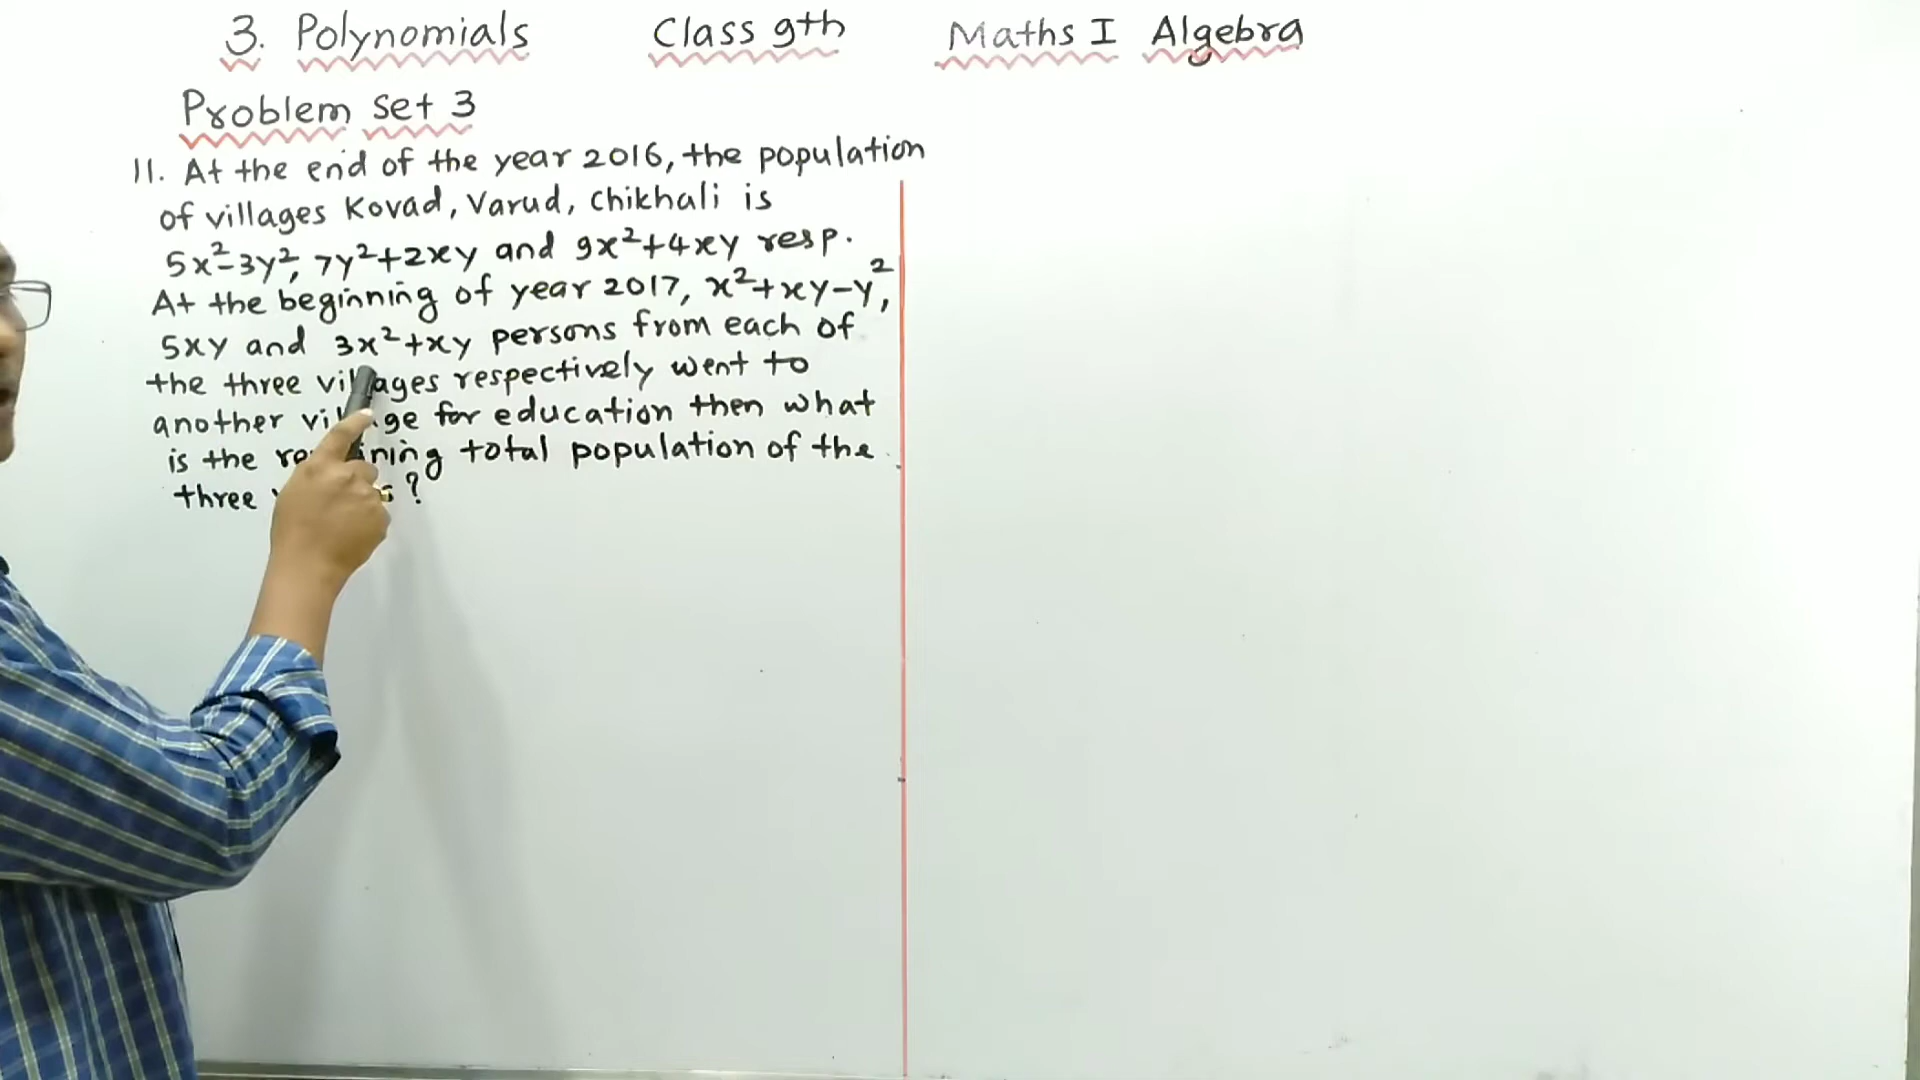 3. Polynomials Class 9th Maths I Algebra
Problem set 3
11. At the end of the year 2016, the population
of villages Kovad, Varud, Chikhali is
5x²-3y², 7y²+2xy and 9x²+4xy resp.
At the beginning of year 2017, x²+xy-y²,
5xy and 3x²+xy persons from each of
the three villages respectively went to
another village for education then what
is the total population of the
three ?